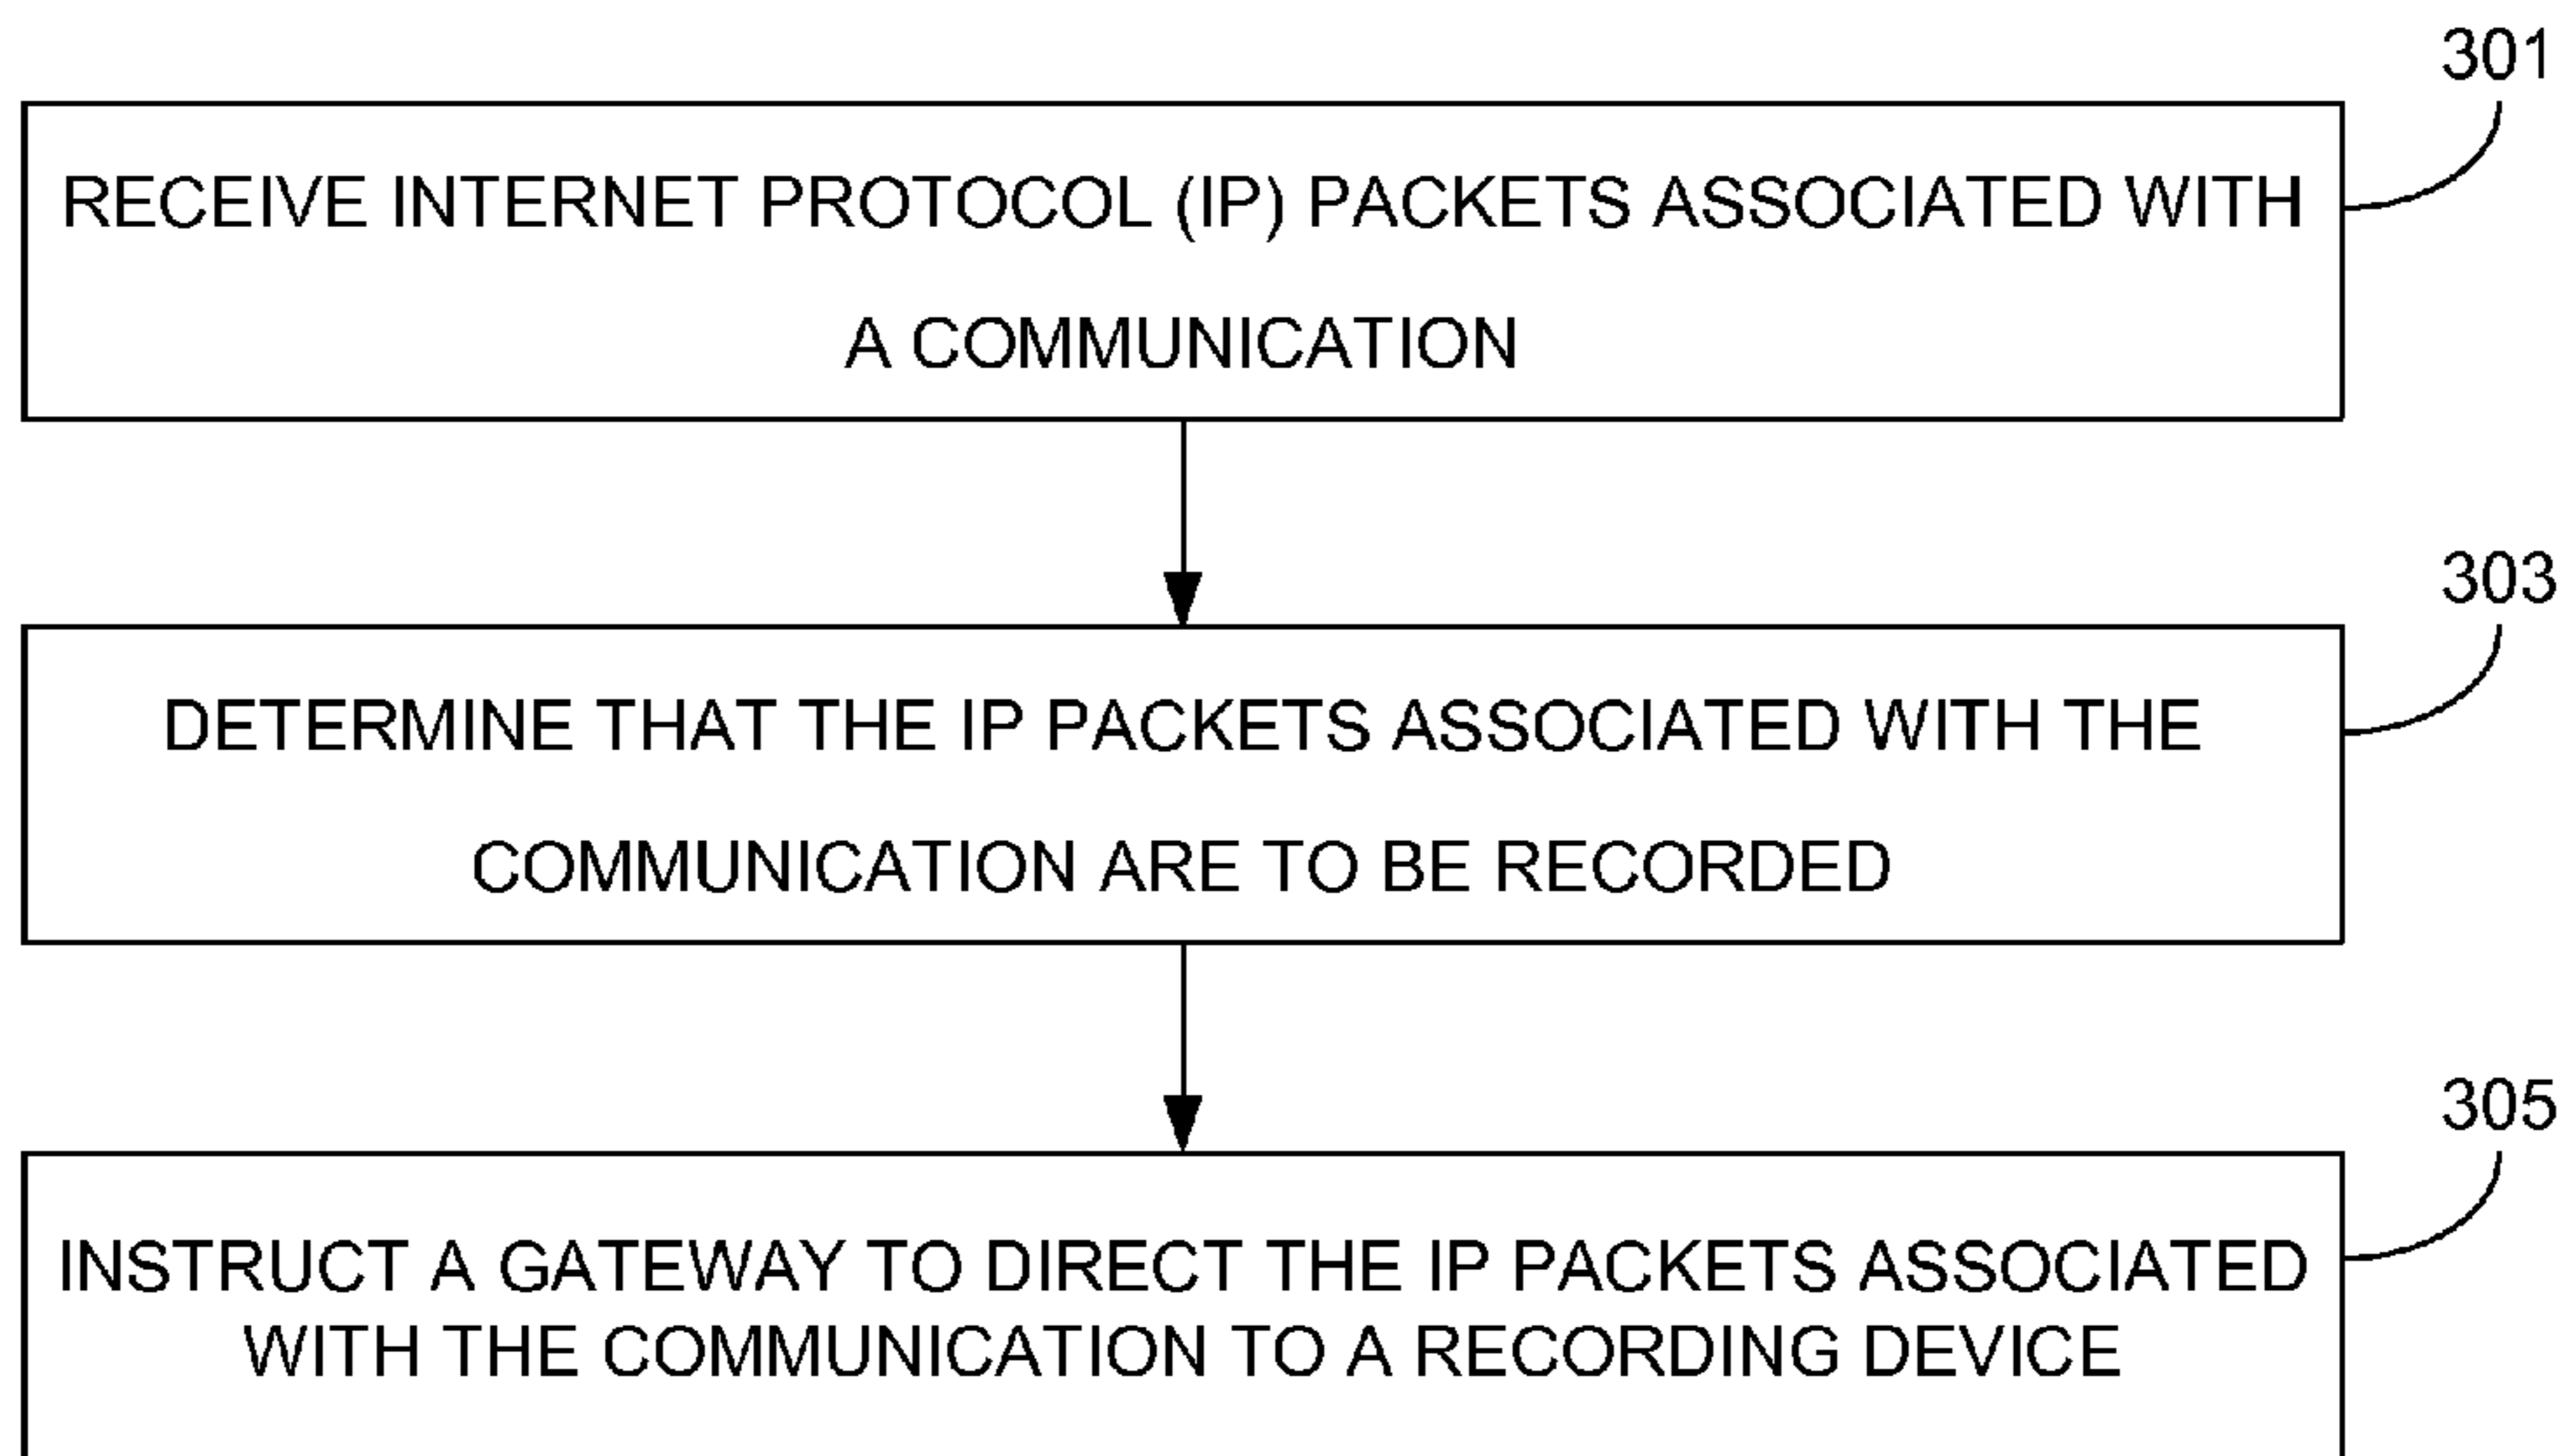 301
RECEIVE INTERNET PROTOCOL (IP) PACKETS ASSOCIATED WITH
A COMMUNICATION
303
DETERMINE THAT THE IP PACKETS ASSOCIATED WITH THE
COMMUNICATION ARE TO BE RECORDED
305
INSTRUCT A GATEWAY TO DIRECT THE IP PACKETS ASSOCIATED
WITH THE COMMUNICATION TO A RECORDING DEVICE